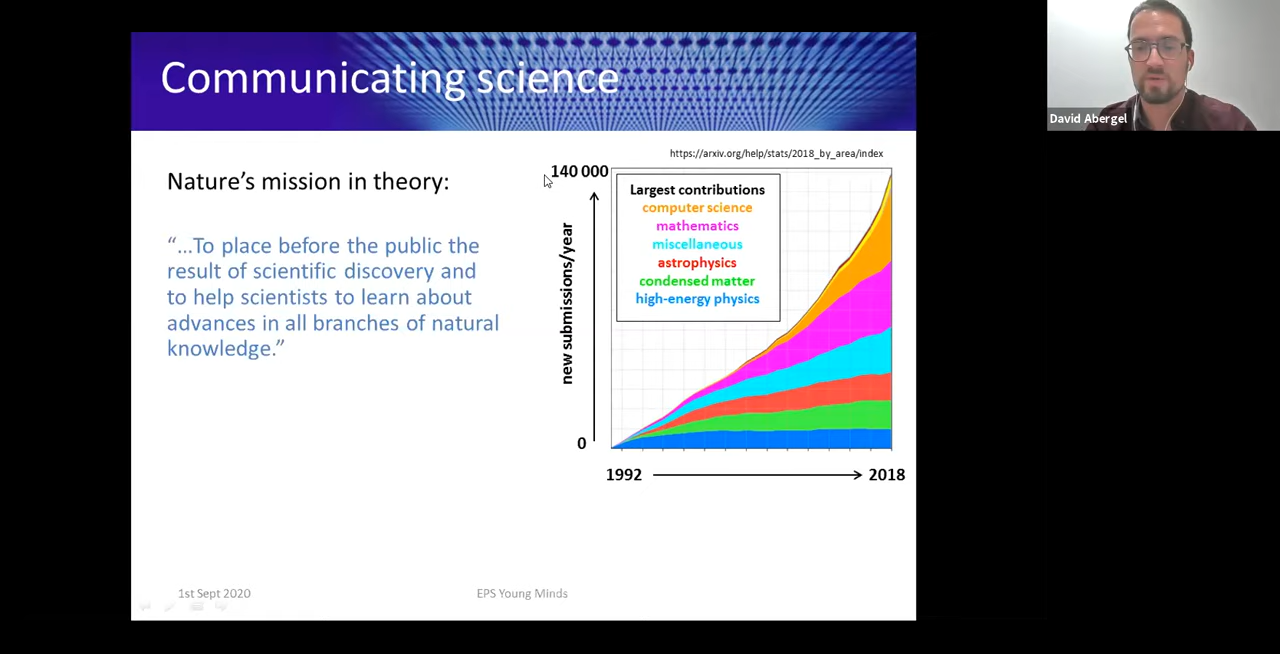 Communicating science
Nature’s mission in theory:
“...To place before the public the
result of scientific discovery and
to help scientists to learn about
advances in all branches of natural
knowledge.”
https://arxiv.org/help/stats/2018_by_area/index
140 000
new submissions/year
0
Largest contributions
computer science
mathematics
miscellaneous
astrophysics
condensed matter
high-energy physics
1992
2018
1st Sept 2020
EPS Young Minds
David Abergel